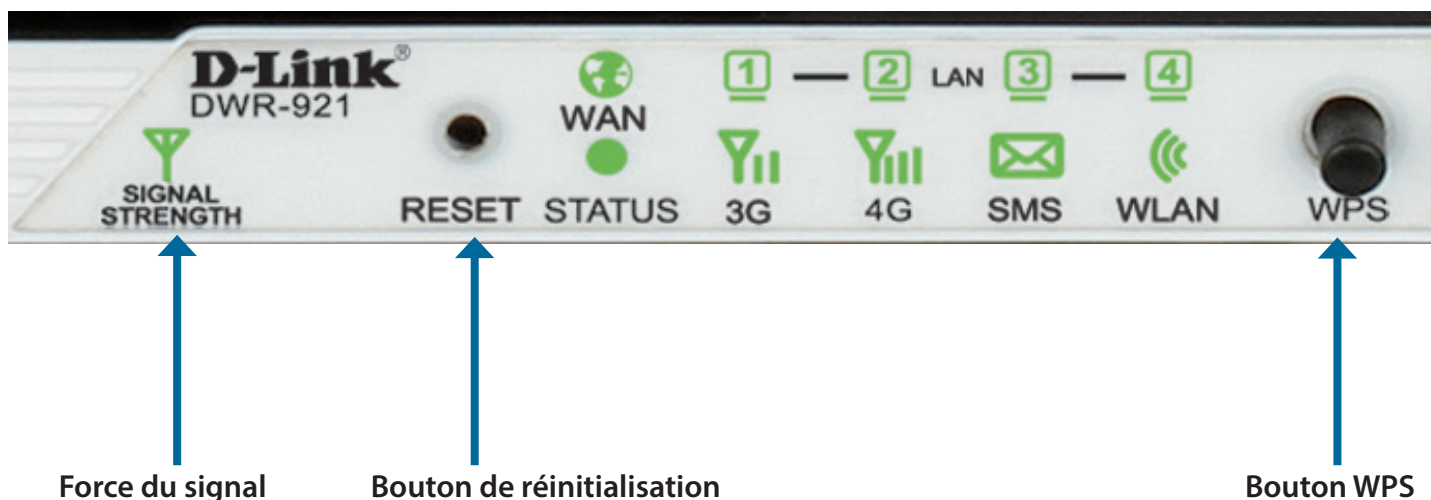 D-Link®
DWR-921
SIGNAL
STRENGTH
RESET
WAN
STATUS
1 — 2 LAN 3 — 4
3G
4G
SMS
WLAN
WPS
Force du signal
Bouton de réinitialisation
Bouton WPS